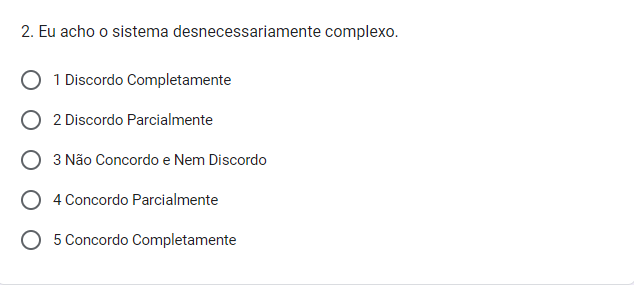 2. Eu acho o sistema desnecessariamente complexo.
1 Discordo Completamente
2 Discordo Parcialmente
3 Não Concordo e Nem Discordo
4 Concordo Parcialmente
5 Concordo Completamente